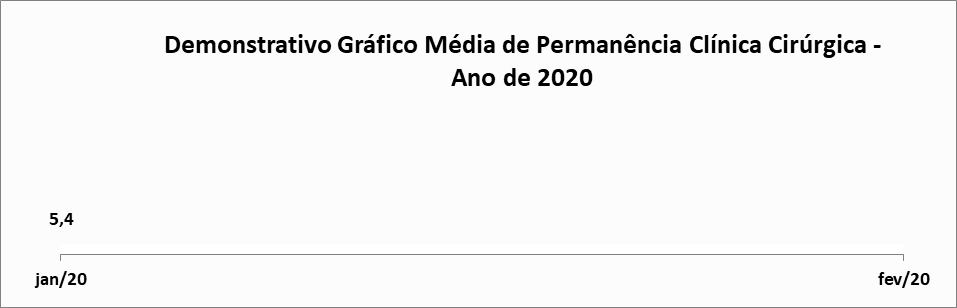 Demonstrativo Gráfico Média de Permanência Clínica Cirúrgica -
Ano de 2020
5,4
jan/20 fev/20